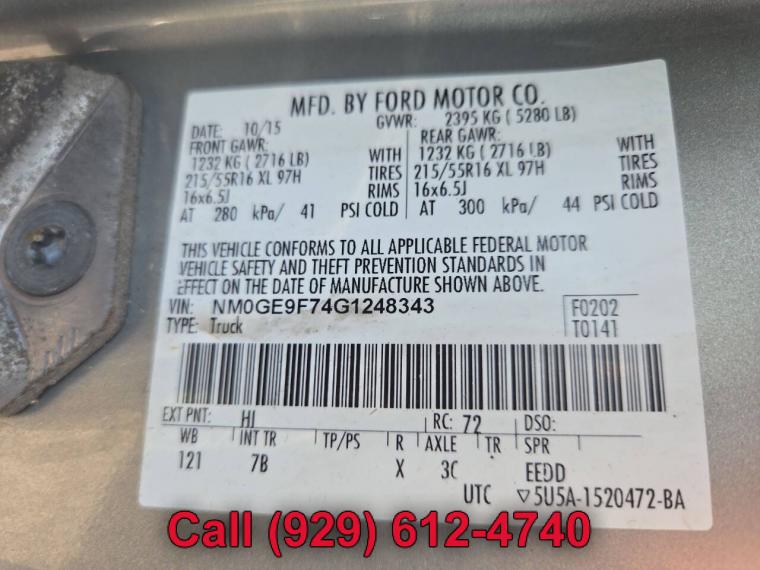 MFD. BY FORD MOTOR CO.
DATE: 10/15 GVWR: 2395 KG ( 5280 LB)
FRONT GAWR: REAR GAWR:
1232 KG ( 2716 LB) WITH 1232 KG ( 2716 LB) WITH
215/55R16 XL 97H TIRES 215/55R16 XL 97H TIRES
16x6.5J RIMS 16x6.5J RIMS
AT 280 kPa/ 41 PSI COLD AT 300 kPa/ 44 PSI COLD
THIS VEHICLE CONFORMS TO ALL APPLICABLE FEDERAL MOTOR
VEHICLE SAFETY AND THEFT PREVENTION STANDARDS IN
EFFECT ON THE DATE OF MANUFACTURE SHOWN ABOVE.
VIN: NM0GE9F74G1248343 F0202
TYPE: Truck T0141
EXT PNT: HI RC: 72 DSO:
WB INT TR TP/PS R AXLE TR SPR
121 7B X 3C EEDD
UTC ▽5U5A-1520472-BA
Call (929) 612-4740